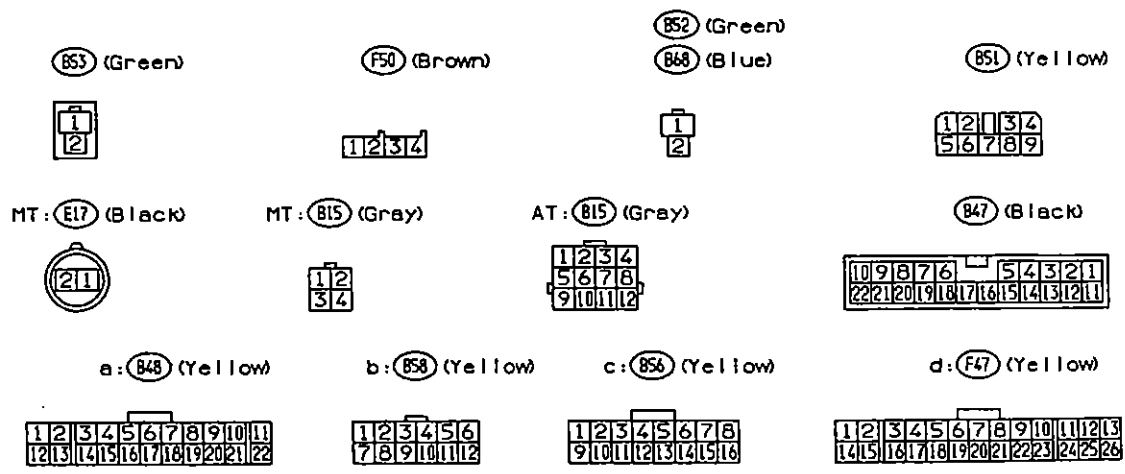 B52 (Green)
B53 (Green) F50 (Brown) B68 (Blue) B51 (Yellow)
1 1 1 2 3 4
2 1 2 3 4 2 5 6 7 8 9
MT: E17 (Black) MT: B15 (Gray) AT: B15 (Gray) B47 (Black)
1 2 3 4
2 1 1 2 5 6 7 8 10 9 8 7 6 5 4 3 2 1
3 4 9 10 11 12 22 21 20 19 18 17 16 15 14 13 12 11
a: B48 (Yellow) b: B58 (Yellow) c: B56 (Yellow) d: F47 (Yellow)
1 2 3 4 5 6 7 8 9 10 11 1 2 3 4 5 6 1 2 3 4 5 6 7 8 1 2 3 4 5 6 7 8 9 10 11 12 13
12 13 14 15 16 17 18 19 20 21 22 7 8 9 10 11 12 9 10 11 12 13 14 15 16 14 15 16 17 18 19 20 21 22 23 24 25 26